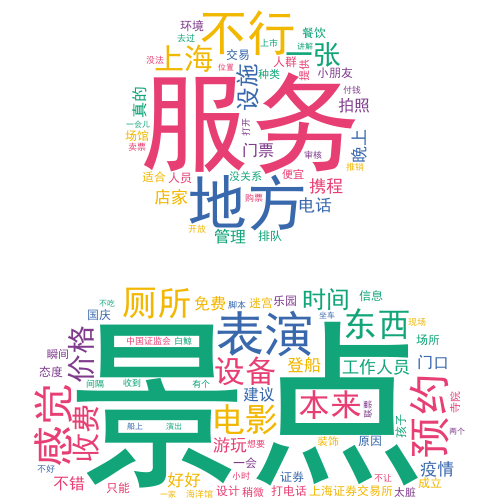 环境
不行
餐饮
去过
上海
交易
上市
讲解
一张
没法
位置
人群
提供
小朋友
设施
种类
付钱
真的
服务
拍照
一会儿
打开
场馆
卖票
门票
审核
晚上
推销
适合
人员
没关系
便宜
携程
店家
地方
购票
电话
开放
管理
排队
不吃
厕所
免费
脚本
迷宫
乐园
时间
信息
国庆
表演
坐车
东西
现场
价格
中国证监会
白鲸
场所
瞬间
态度
设备
登船
工作人员
门口
间隔
收到
有个
建议
本来
联票
预约
寺院
感觉
收费
景点
船上
演出
电影
孩子
两个
游玩
想要
装饰
原因
不好
一会
疫情
不错
只能
好好
小时
证券
不让
成立
一家
海洋馆
设计
稍微
打电话
上海证券交易所
太脏